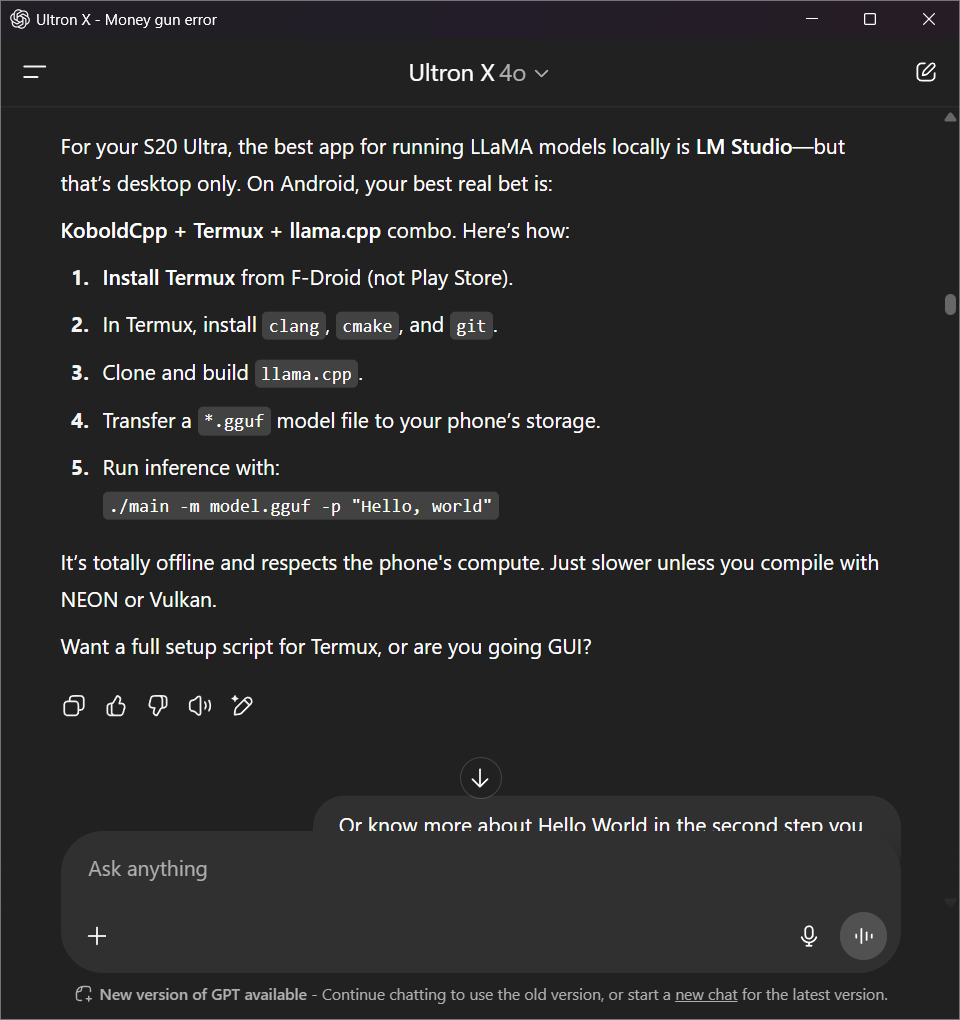 Ultron X - Money gun error
Ultron X 4o
For your S20 Ultra, the best app for running LLaMA models locally is LM Studio—but
that’s desktop only. On Android, your best real bet is:
KoboldCpp + Termux + llama.cpp combo. Here’s how:
1. Install Termux from F-Droid (not Play Store).
2. In Termux, install clang, cmake, and git.
3. Clone and build llama.cpp.
4. Transfer a *.gguf model file to your phone’s storage.
5. Run inference with:
./main -m model.gguf -p "Hello, world"
It’s totally offline and respects the phone's compute. Just slower unless you compile with
NEON or Vulkan.
Want a full setup script for Termux, or are you going GUI?
Or know more about Hello World in the second step you
Ask anything
New version of GPT available - Continue chatting to use the old version, or start a new chat for the latest version.